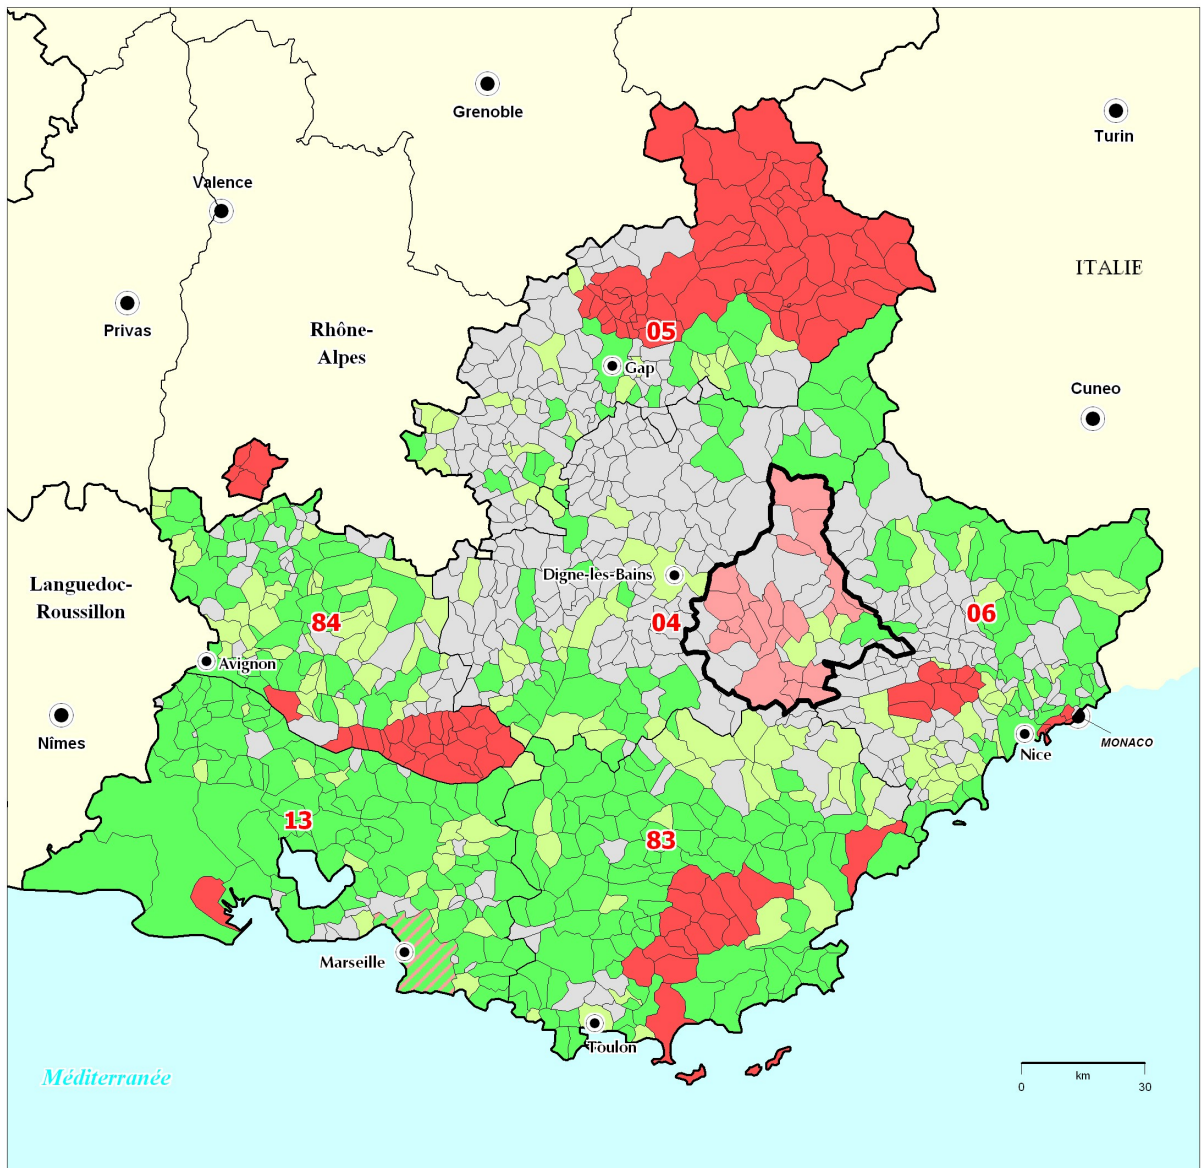 Grenoble
Turin
Valence
ITALIE
Privas
Rhône-
Alpes
05
Gap
Cuneo
Languedoc-
Roussillon
Digne-les-Bains
84
04
06
Avignon
Nîmes
MONACO
Nice
13
83
Marseille
Toulon
Méditerranée
km
0 30